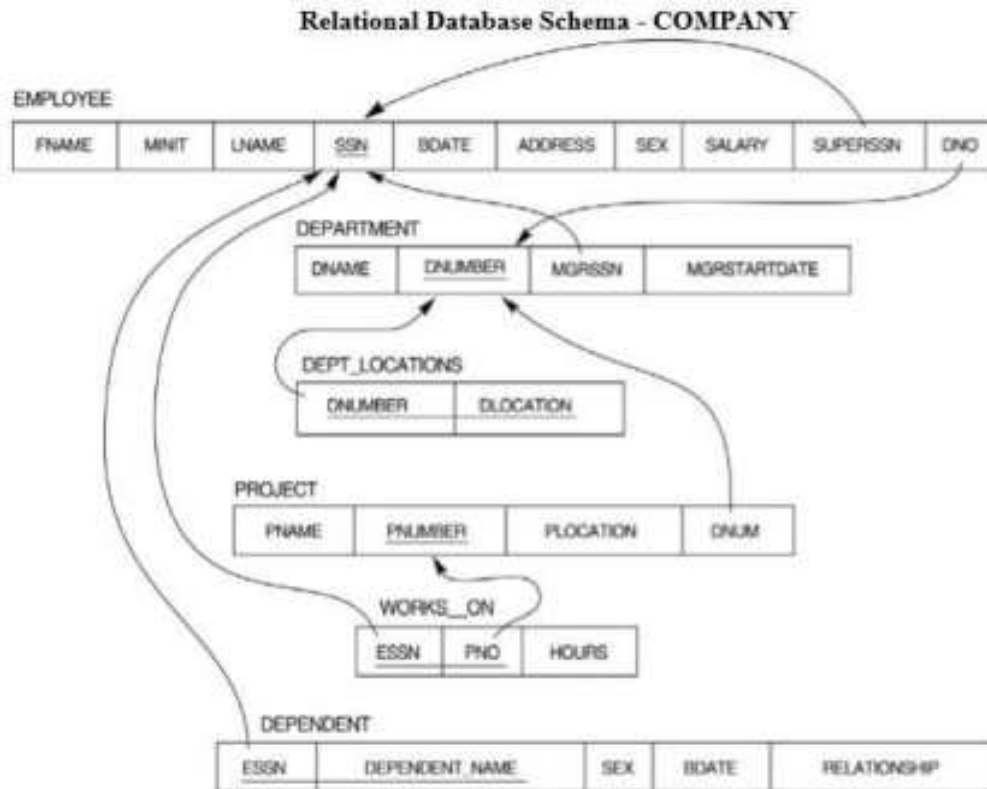 Relational Database Schema - COMPANY
EMPLOYEE
FNAME MINIT LNAME SSN BDATE ADDRESS SEX SALARY SUPERSSN DNO
DEPARTMENT
DNAME DNUMBER MGRSSN MGRSTARTDATE
DEPT_LOCATIONS
DNUMBER DLOCATION
PROJECT
PNAME PNUMBER PLOCATION DNUM
WORKS_ON
ESSN PNO HOURS
DEPENDENT
ESSN DEPENDENT_NAME SEX BDATE RELATIONSHIP